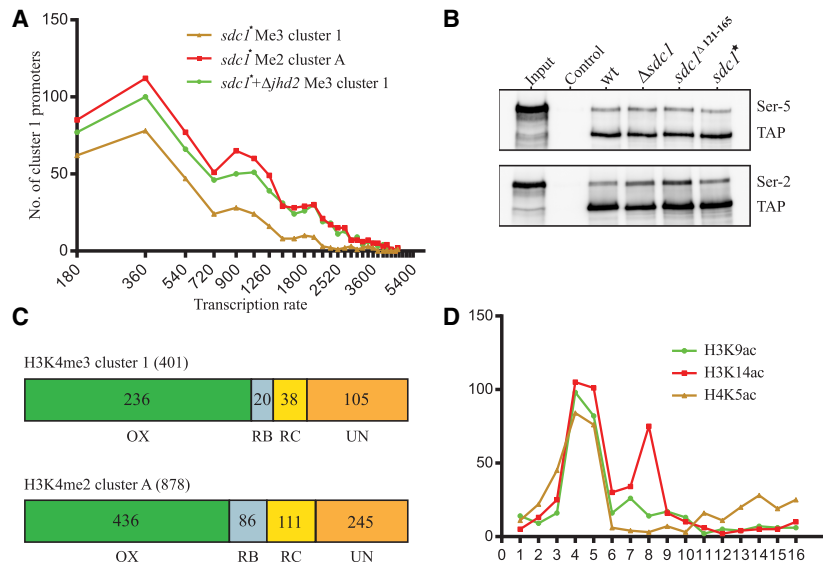 A
150
100
50
0
No. of cluster 1 promoters
sdc1* Me3 cluster 1
sdc1* Me2 cluster A
sdc1*+Δjhd2 Me3 cluster 1
180
360
540
720
900
1260
1800
2520
3600
5400
Transcription rate
B
Input
Control
wt
Δsdc1
sdc1Δ121-165
sdc1*
Ser-5
TAP
Ser-2
TAP
C
H3K4me3 cluster 1 (401)
236 20 38 105
OX RB RC UN
H3K4me2 cluster A (878)
436 86 111 245
OX RB RC UN
D
150
100
50
0
H3K9ac
H3K14ac
H4K5ac
0 1 2 3 4 5 6 7 8 9 10 11 12 13 14 15 16